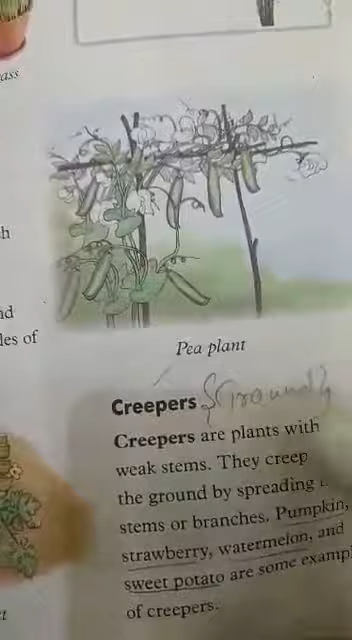 ass
Pea plant
h
nd
les of
Creepers {Ground}
Creepers are plants with
weak stems. They creep
the ground by spreading
stems or branches. Pumpkin,
strawberry, watermelon, and
sweet potato are some exampl
of creepers.
t